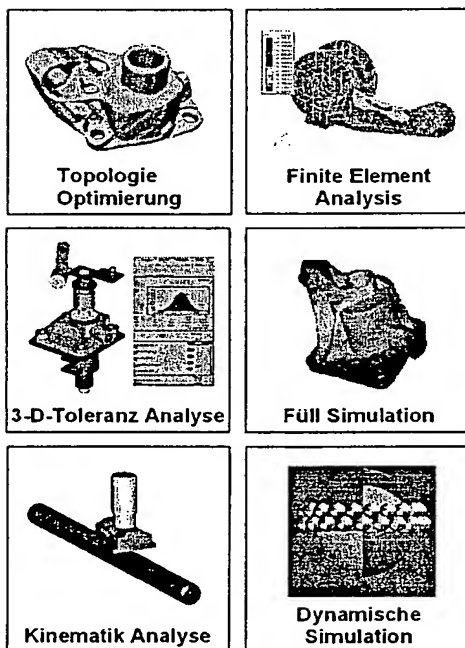 Topologie
Optimierung
Finite Element
Analysis
3-D-Toleranz Analyse
Füll Simulation
Kinematik Analyse
Dynamische
Simulation